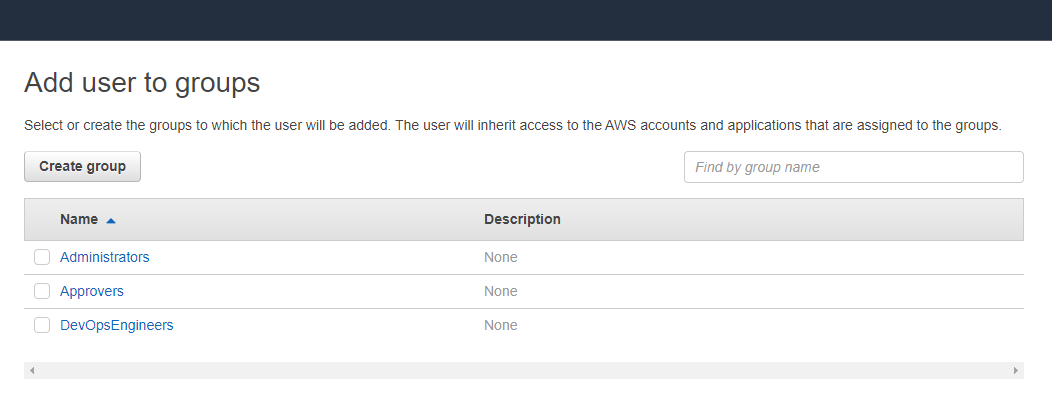 Add user to groups
Select or create the groups to which the user will be added. The user will inherit access to the AWS accounts and applications that are assigned to the groups.
Create group
Find by group name
Name Description
Administrators None
Approvers None
DevOpsEngineers None